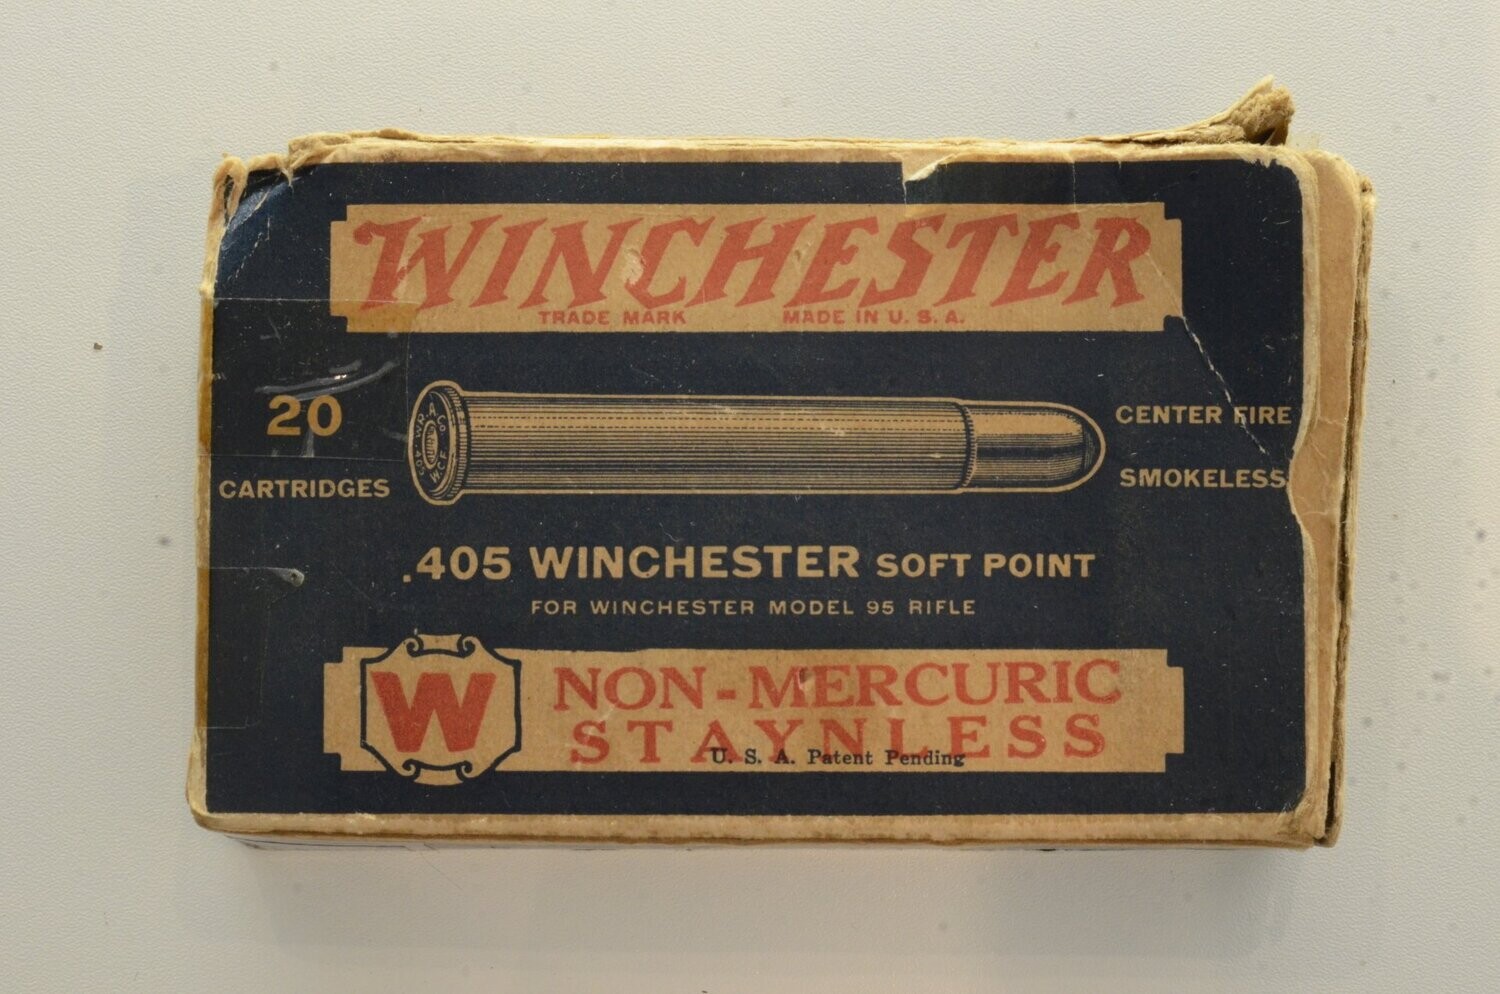 WINCHESTER
TRADE MARK MADE IN U. S. A.
20
CARTRIDGES
W.R.A.Co.
W.C.F.
CENTER FIRE
SMOKELESS
.405 WINCHESTER SOFT POINT
FOR WINCHESTER MODEL 95 RIFLE
W
NON-MERCURIC
STAYNLESS
U. S. A. Patent Pending